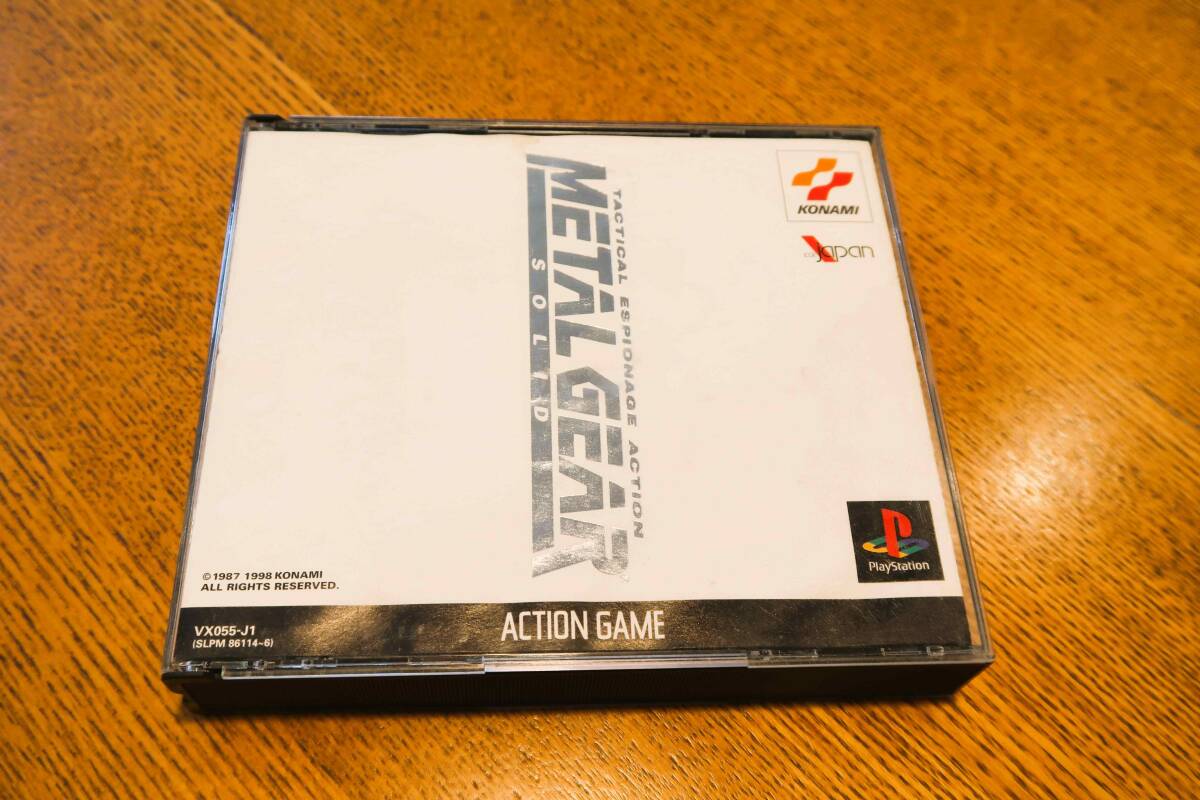 TACTICAL ESPIONAGE ACTION
METAL GEAR
SOLID
KONAMI
japan
PlayStation
©1987 1998 KONAMI
ALL RIGHTS RESERVED.
VX055-J1
(SLPM 86114~6)
ACTION GAME